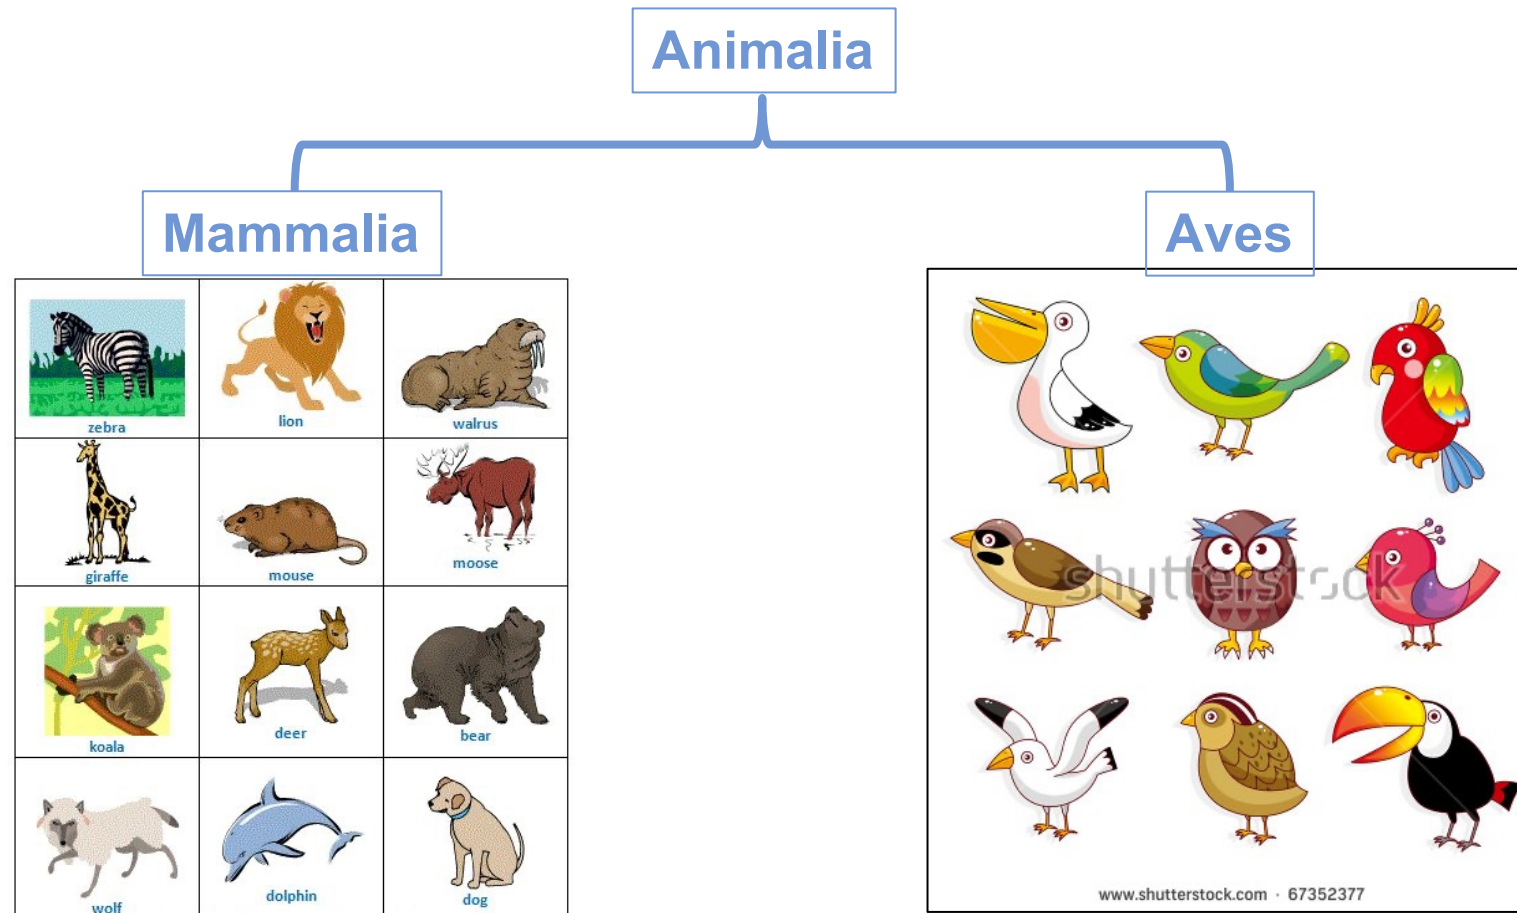 Animalia
Mammalia
Aves
zebra
lion
walrus
giraffe
mouse
moose
koala
deer
bear
wolf
dolphin
dog
shutterstock
www.shutterstock.com · 67352377